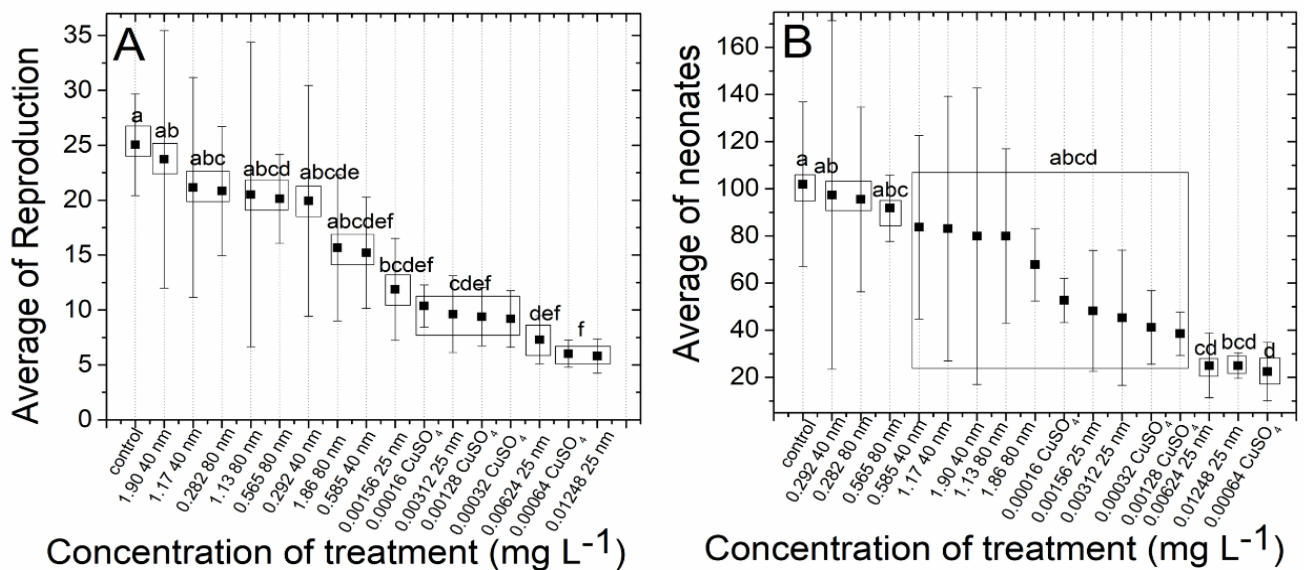 A
Average of Reproduction
35
30
25
20
15
10
5
0
a
ab
abc
abcd
abcde
abcdef
bcdef
cdef
def
f
control
1.90 40 nm
1.17 40 nm
0.282 80 nm
1.13 80 nm
0.565 80 nm
0.292 40 nm
1.86 80 nm
0.585 40 nm
0.00156 25 nm
0.00016 CuSO₄
0.00312 25 nm
0.00128 CuSO₄
0.00032 CuSO₄
0.00624 25 nm
0.00064 CuSO₄
0.01248 25 nm
Concentration of treatment (mg L⁻¹)
B
Average of neonates
160
140
120
100
80
60
40
20
a
ab
abc
abcd
cd
bcd
d
control
0.292 40 nm
0.282 80 nm
0.565 80 nm
0.585 40 nm
1.17 40 nm
1.90 40 nm
1.13 80 nm
1.86 80 nm
0.00016 CuSO₄
0.00156 25 nm
0.00312 25 nm
0.00032 CuSO₄
0.00128 CuSO₄
0.00624 25 nm
0.01248 25 nm
0.00064 CuSO₄
Concentration of treatment (mg L⁻¹)